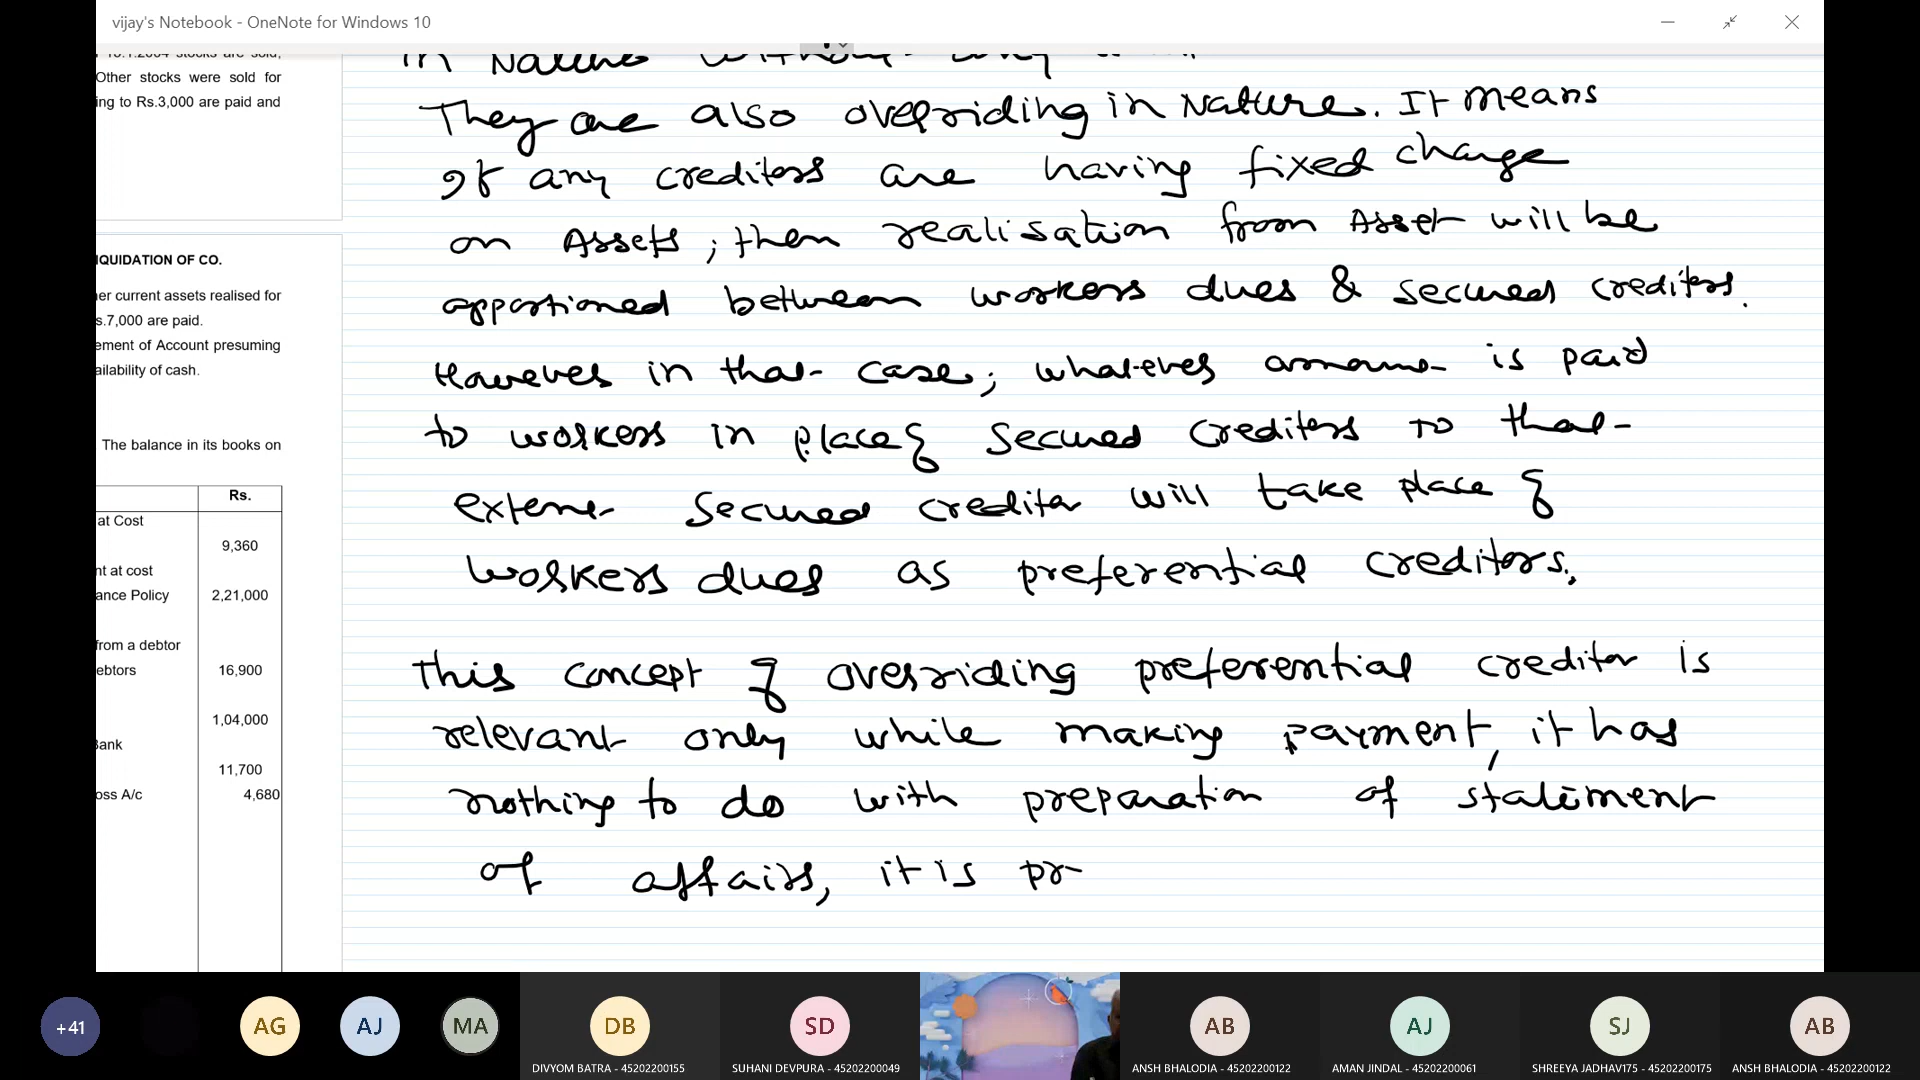 vijay's Notebook - OneNote for Windows 10
Other stocks were sold for
ing to Rs.3,000 are paid and
IQUIDATION OF CO.
er current assets realised for
s.7,000 are paid.
ement of Account presuming
ailability of cash.
The balance in its books on
Rs.
at Cost
9,360
nt at cost
ance Policy 2,21,000
from a debtor
ebtors 16,900
1,04,000
Bank
11,700
oss A/c 4,680
in Nature without any
They are also overriding in Nature. It means
If any creditors are having fixed charge
on Assets, then realisation from Asset will be
apportioned between workers dues & secured creditors.
However in that case; whatever amount is paid
to workers in place of secured creditors to that
extent secured creditor will take place of
workers dues as preferential creditors.
This concept of overriding preferential creditor is
relevant only while making payment, it has
nothing to do with preparation of statement
of affairs, it is pr
+41
AG
AJ
MA
DB
DIVYOM BATRA - 45202200155
SD
SUHANI DEVPURA - 45202200049
AB
ANSH BHALODIA - 45202200122
AJ
AMAN JINDAL - 45202200061
SJ
SHREEYA JADHAV175 - 45202200175
AB
ANSH BHALODIA - 45202200122